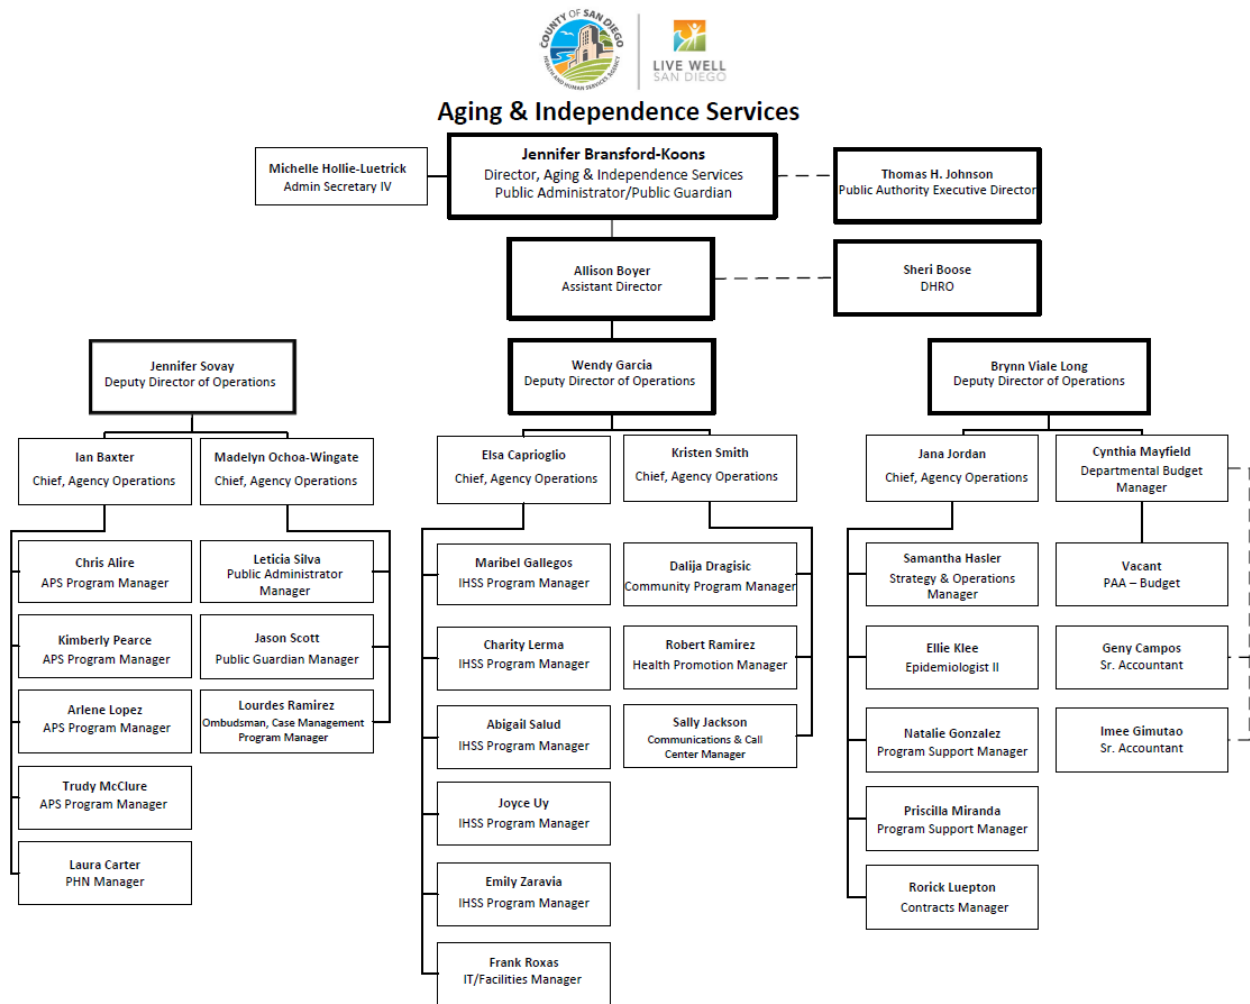 COUNTY OF SAN DIEGO
HEALTH AND HUMAN SERVICES AGENCY
LIVE WELL
SAN DIEGO
Aging & Independence Services
Michelle Hollie-Luetrick
Admin Secretary IV
Jennifer Bransford-Koons
Director, Aging & Independence Services
Public Administrator/Public Guardian
Thomas H. Johnson
Public Authority Executive Director
Allison Boyer
Assistant Director
Sheri Boose
DHRO
Jennifer Sovay
Deputy Director of Operations
Wendy Garcia
Deputy Director of Operations
Brynn Viale Long
Deputy Director of Operations
Ian Baxter
Chief, Agency Operations
Madelyn Ochoa-Wingate
Chief, Agency Operations
Elsa Caprioglio
Chief, Agency Operations
Kristen Smith
Chief, Agency Operations
Jana Jordan
Chief, Agency Operations
Cynthia Mayfield
Departmental Budget
Manager
Chris Alire
APS Program Manager
Kimberly Pearce
APS Program Manager
Arlene Lopez
APS Program Manager
Trudy McClure
APS Program Manager
Laura Carter
PHN Manager
Leticia Silva
Public Administrator
Manager
Jason Scott
Public Guardian Manager
Lourdes Ramirez
Ombudsman, Case Management
Program Manager
Maribel Gallegos
IHSS Program Manager
Charity Lerma
IHSS Program Manager
Abigail Salud
IHSS Program Manager
Joyce Uy
IHSS Program Manager
Emily Zaravia
IHSS Program Manager
Frank Roxas
IT/Facilities Manager
Dalija Dragisic
Community Program Manager
Robert Ramirez
Health Promotion Manager
Sally Jackson
Communications & Call
Center Manager
Samantha Hasler
Strategy & Operations
Manager
Ellie Klee
Epidemiologist II
Natalie Gonzalez
Program Support Manager
Priscilla Miranda
Program Support Manager
Rorick Luepton
Contracts Manager
Vacant
PAA – Budget
Geny Campos
Sr. Accountant
Imee Gimutao
Sr. Accountant